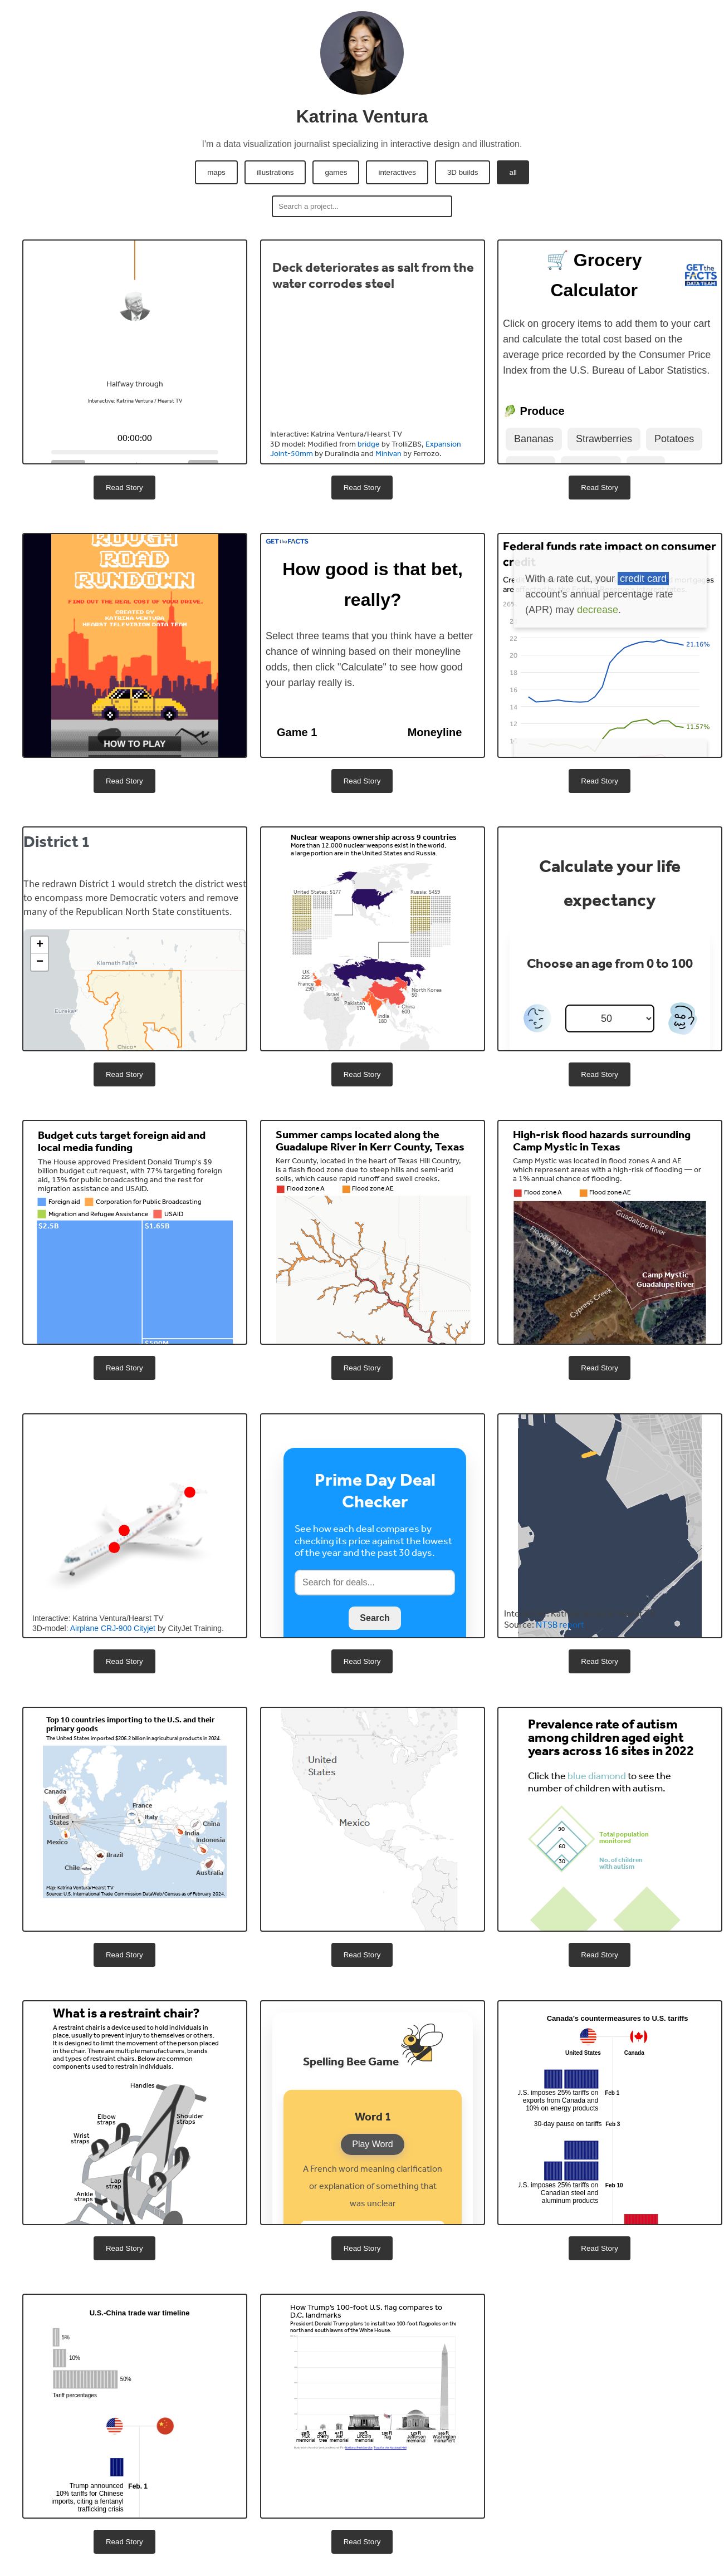 Katrina Ventura
I'm a data visualization journalist specializing in interactive design and illustration.
maps
illustrations
games
interactives
3D builds
all
Search a project...
Halfway through
Interactive: Katrina Ventura / Hearst TV
00:00:00
Read Story
Deck deteriorates as salt from the
water corrodes steel
Interactive: Katrina Ventura/Hearst TV
3D model: Modified from bridge by TrolliZBS, Expansion
Joint-50mm by Duralindia and Minivan by Ferrozo.
Read Story
Grocery
Calculator
GET the
FACTS
DATA TEAM
Click on grocery items to add them to your cart
and calculate the total cost based on the
average price recorded by the Consumer Price
Index from the U.S. Bureau of Labor Statistics.
Produce
Bananas
Strawberries
Potatoes
Read Story
ROUGH
ROAD
RUNDOWN
FIND OUT THE REAL COST OF YOUR DRIVE.
CREATED BY
KATRINA VENTURA
HEARST TELEVISION DATA TEAM
HOW TO PLAY
Read Story
GET the FACTS
How good is that bet,
really?
Select three teams that you think have a better
chance of winning based on their moneyline
odds, then click "Calculate" to see how good
your parlay really is.
Game 1
Moneyline
Read Story
Federal funds rate impact on consumer
credit
With a rate cut, your credit card
account's annual percentage rate
(APR) may decrease.
22
20
18
16
14
12
21.16%
11.57%
Read Story
District 1
The redrawn District 1 would stretch the district west
to encompass more Democratic voters and remove
many of the Republican North State constituents.
+
−
Klamath Falls
Eureka
Chico
Read Story
Nuclear weapons ownership across 9 countries
More than 12,000 nuclear weapons exist in the world,
a large portion are in the United States and Russia.
United States: 5177
Russia: 5459
UK
225
France
290
Israel
90
Pakistan
170
India
180
China
600
North Korea
50
Read Story
Calculate your life
expectancy
Choose an age from 0 to 100
50
Read Story
Budget cuts target foreign aid and
local media funding
The House approved President Donald Trump's $9
billion budget cut request, with 77% targeting foreign
aid, 13% for public broadcasting and the rest for
migration assistance and USAID.
Foreign aid
Corporation for Public Broadcasting
Migration and Refugee Assistance
USAID
$2.5B
$1.65B
$500M
Read Story
Summer camps located along the
Guadalupe River in Kerr County, Texas
Kerr County, located in the heart of Texas Hill Country,
is a flash flood zone due to steep hills and semi-arid
soils, which cause rapid runoff and swell creeks.
Flood zone A
Flood zone AE
Read Story
High-risk flood hazards surrounding
Camp Mystic in Texas
Camp Mystic was located in flood zones A and AE
which represent areas with a high-risk of flooding — or
a 1% annual chance of flooding.
Flood zone A
Flood zone AE
Guadalupe River
Floodway path
Camp Mystic
Guadalupe River
Cypress Creek
Read Story
Interactive: Katrina Ventura/Hearst TV
3D-model: Airplane CRJ-900 Cityjet by CityJet Training.
Read Story
Prime Day Deal
Checker
See how each deal compares by
checking its price against the lowest
of the year and the past 30 days.
Search for deals...
Search
Read Story
Source: NTSB report
Read Story
Top 10 countries importing to the U.S. and their
primary goods
The United States imported $206.2 billion in agricultural products in 2024.
Canada
United
States
Mexico
Chile
Brazil
France
Italy
China
India
Indonesia
Australia
Map: Katrina Ventura/Hearst TV
Source: U.S. International Trade Commission DataWeb/Census as of February 2024.
Read Story
United
States
Mexico
Read Story
Prevalence rate of autism
among children aged eight
years across 16 sites in 2022
Click the blue diamond to see the
number of children with autism.
90
60
30
Total population
monitored
No. of children
with autism
Read Story
What is a restraint chair?
A restraint chair is a device used to hold individuals in
place, usually to prevent injury to themselves or others.
It is designed to limit the movement of the person placed
in the chair. There are multiple manufacturers, brands
and types of restraint chairs. Below are common
components used to restrain individuals.
Handles
Elbow
straps
Shoulder
straps
Wrist
straps
Lap
strap
Ankle
straps
Read Story
Spelling Bee Game
Word 1
Play Word
A French word meaning clarification
or explanation of something that
was unclear
Read Story
Canada's countermeasures to U.S. tariffs
United States
Canada
J.S. imposes 25% tariffs on
exports from Canada and
10% on energy products
Feb 1
30-day pause on tariffs
Feb 3
J.S. imposes 25% tariffs on
Canadian steel and
aluminum products
Feb 10
Read Story
U.S.-China trade war timeline
5%
10%
50%
Tariff percentages
Trump announced
10% tariffs for Chinese
imports, citing a fentanyl
trafficking crisis
Feb. 1
Read Story
How Trump's 100-foot U.S. flag compares to
D.C. landmarks
President Donald Trump plans to install two 100-foot flagpoles on the
north and south lawns of the White House.
Read Story